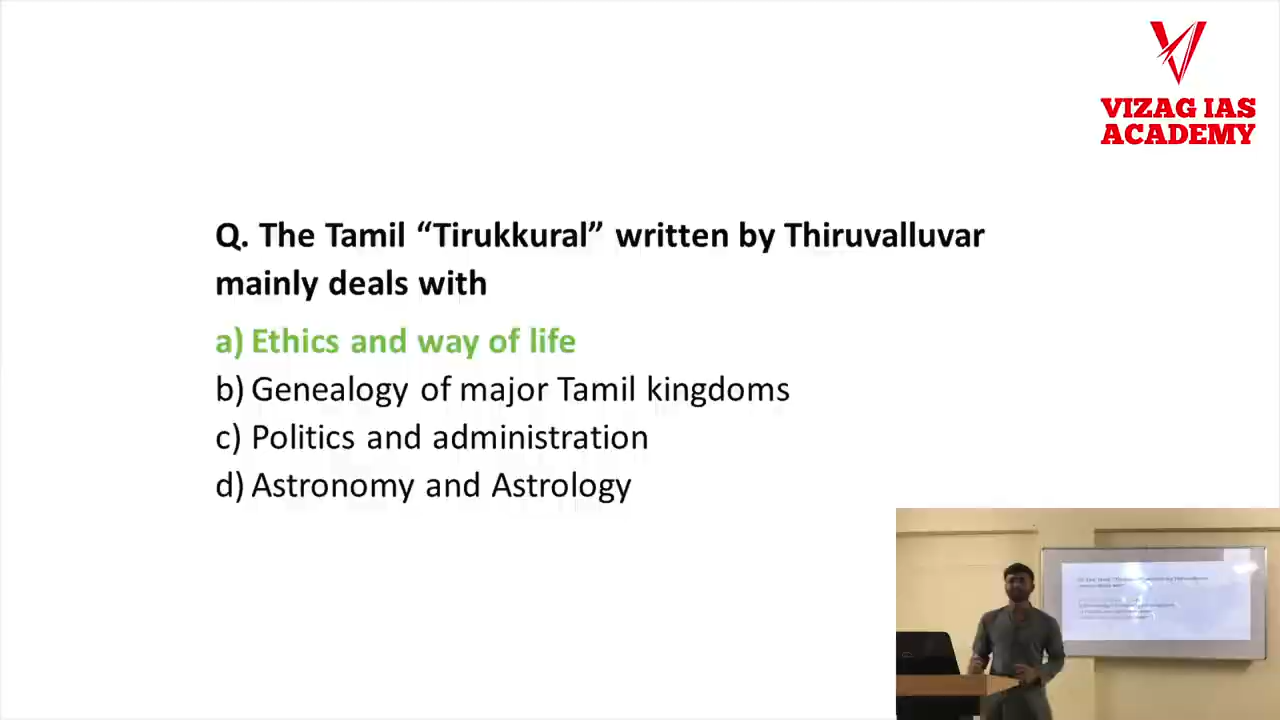 VIZAG IAS
ACADEMY
Q. The Tamil “Tirukkural” written by Thiruvalluvar
mainly deals with
a) Ethics and way of life
b) Genealogy of major Tamil kingdoms
c) Politics and administration
d) Astronomy and Astrology